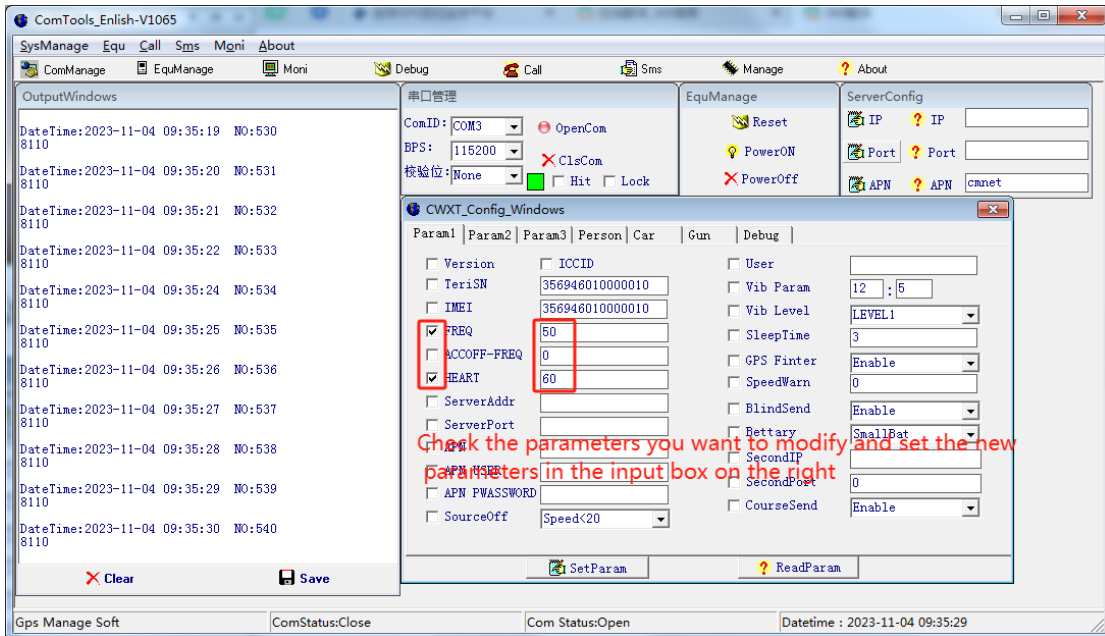 ComTools_Enlish-V1065
SysManage Equ Call Sms Moni About
ComManage EquManage Moni Debug Call Sms Manage About
OutputWindows
DateTime:2023-11-04 09:35:19 NO:530
8110
DateTime:2023-11-04 09:35:20 NO:531
8110
DateTime:2023-11-04 09:35:21 NO:532
8110
DateTime:2023-11-04 09:35:22 NO:533
8110
DateTime:2023-11-04 09:35:24 NO:534
8110
DateTime:2023-11-04 09:35:25 NO:535
8110
DateTime:2023-11-04 09:35:26 NO:536
8110
DateTime:2023-11-04 09:35:27 NO:537
8110
DateTime:2023-11-04 09:35:28 NO:538
8110
DateTime:2023-11-04 09:35:29 NO:539
8110
DateTime:2023-11-04 09:35:30 NO:540
8110
Clear Save
串口管理
ComID: COM3 OpenCom
BPS: 115200 ClsCom
校验位: None Hit Lock
EquManage
Reset
PowerON
PowerOff
ServerConfig
IP ? IP
Port ? Port
APN ? APN cmnet
CWXT_Config_Windows
Param1 Param2 Param3 Person Car Gun Debug
Version ICCID
TeriSN 356946010000010
IMEI 356946010000010
FREQ 50
ACCOFF-FREQ 0
HEART 60
ServerAddr
ServerPort
APN
APN USER
APN PWASSWORD
SourceOff Speed<20
User
Vib Param 12 : 5
Vib Level LEVEL1
SleepTime 3
GPS Finter Enable
SpeedWarn 0
BlindSend Enable
Bettary SmallBat
SecondIP
SecondPort 0
CourseSend Enable
Check the parameters you want to modify and set the new
parameters in the input box on the right
SetParam ? ReadParam
Gps Manage Soft ComStatus:Close Com Status:Open Datetime : 2023-11-04 09:35:29